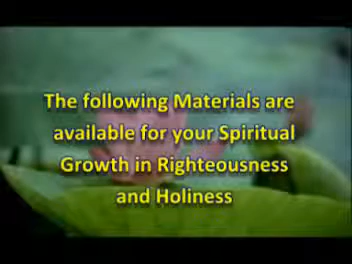 The following Materials are
available for your Spiritual
Growth in Righteousness
and Holiness